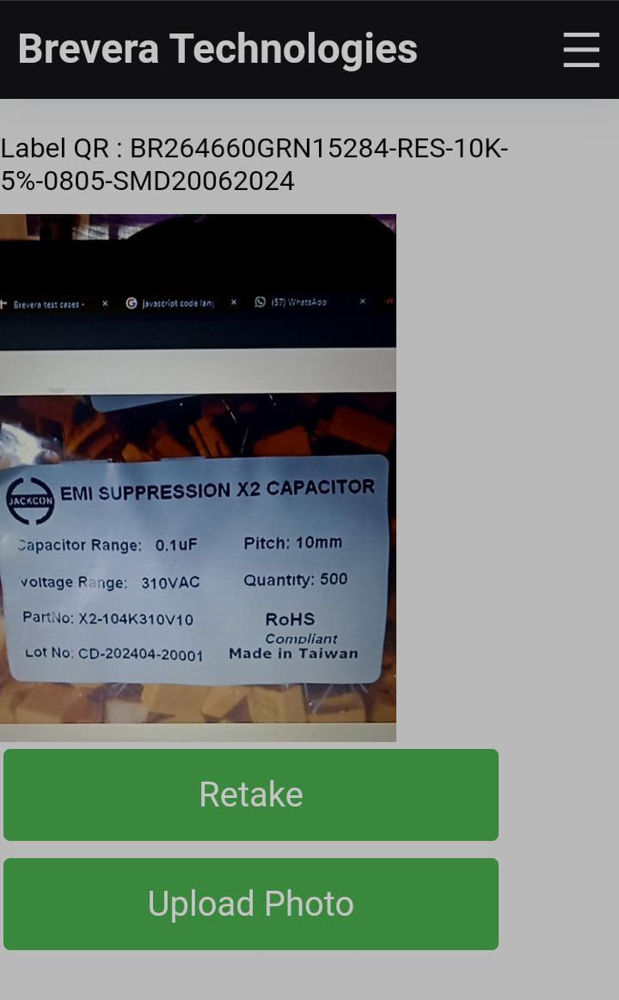 Brevera Technologies
Label QR : BR264660GRN15284-RES-10K-
5%-0805-SMD20062024
Brevera test cases -
javascript code lang
(57) WhatsApp
JACKCON
EMI SUPPRESSION X2 CAPACITOR
Capacitor Range: 0.1uF Pitch: 10mm
Voltage Range: 310VAC Quantity: 500
PartNo: X2-104K310V10 RoHS
Compliant
Lot No: CD-202404-20001 Made in Taiwan
Retake
Upload Photo